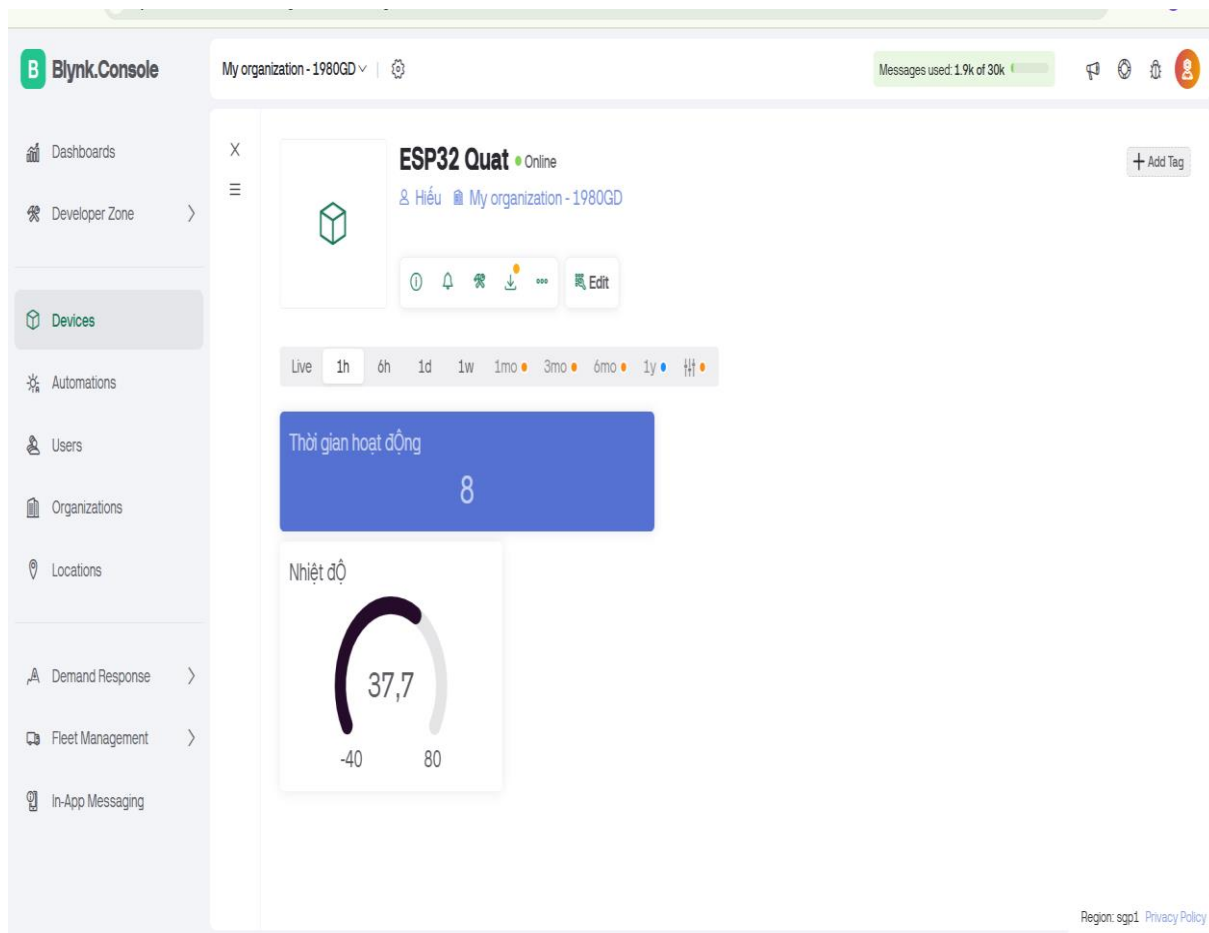 B Blynk.Console
My organization - 1980GD
Messages used: 1.9k of 30k
Dashboards
Developer Zone
Devices
Automations
Users
Organizations
Locations
Demand Response
Fleet Management
In-App Messaging
X
ESP32 Quat Online
+ Add Tag
Hiếu My organization - 1980GD
Edit
Live 1h 6h 1d 1w 1mo 3mo 6mo 1y
Thời gian hoạt động
8
Nhiệt độ
37,7
-40 80
Region: sgp1 Privacy Policy